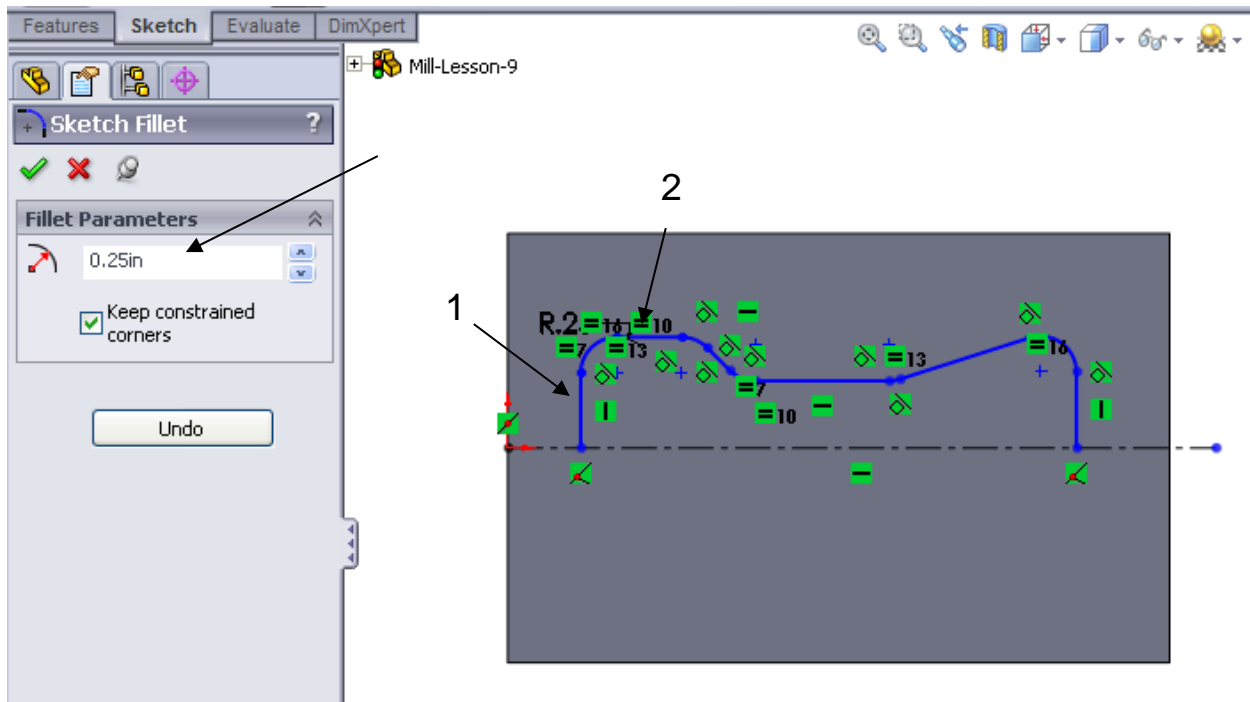 Features Sketch Evaluate DimXpert
Mill-Lesson-9
Sketch Fillet ?
Fillet Parameters
0.25in
Keep constrained
corners
Undo
2
1
R.2
16
10
7
13
13
16
7
10